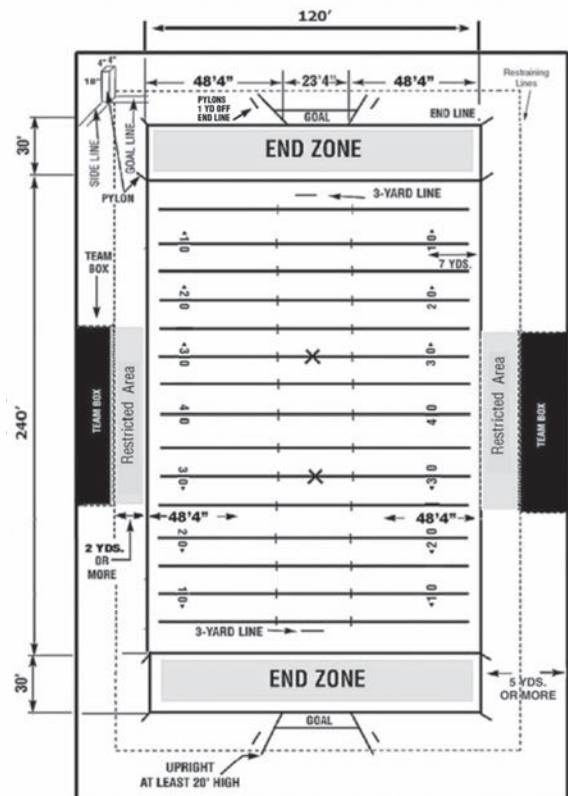 120'
4" 4"
18"
48'4" 23'4" 48'4"
Restraining
Lines
PYLONS
1 YD OFF
END LINE
GOAL
END LINE
30'
END ZONE
SIDE LINE
GOAL LINE
PYLON
3-YARD LINE
10 10
7 YDS.
TEAM
BOX
20 20
30 30
TEAM BOX
Restricted Area
240'
40 40
Restricted Area
TEAM BOX
30 30
48'4" 48'4"
2 YDS.
OR
MORE
20 20
10 10
3-YARD LINE
30'
END ZONE
5 YDS.
OR MORE
GOAL
UPRIGHT
AT LEAST 20' HIGH